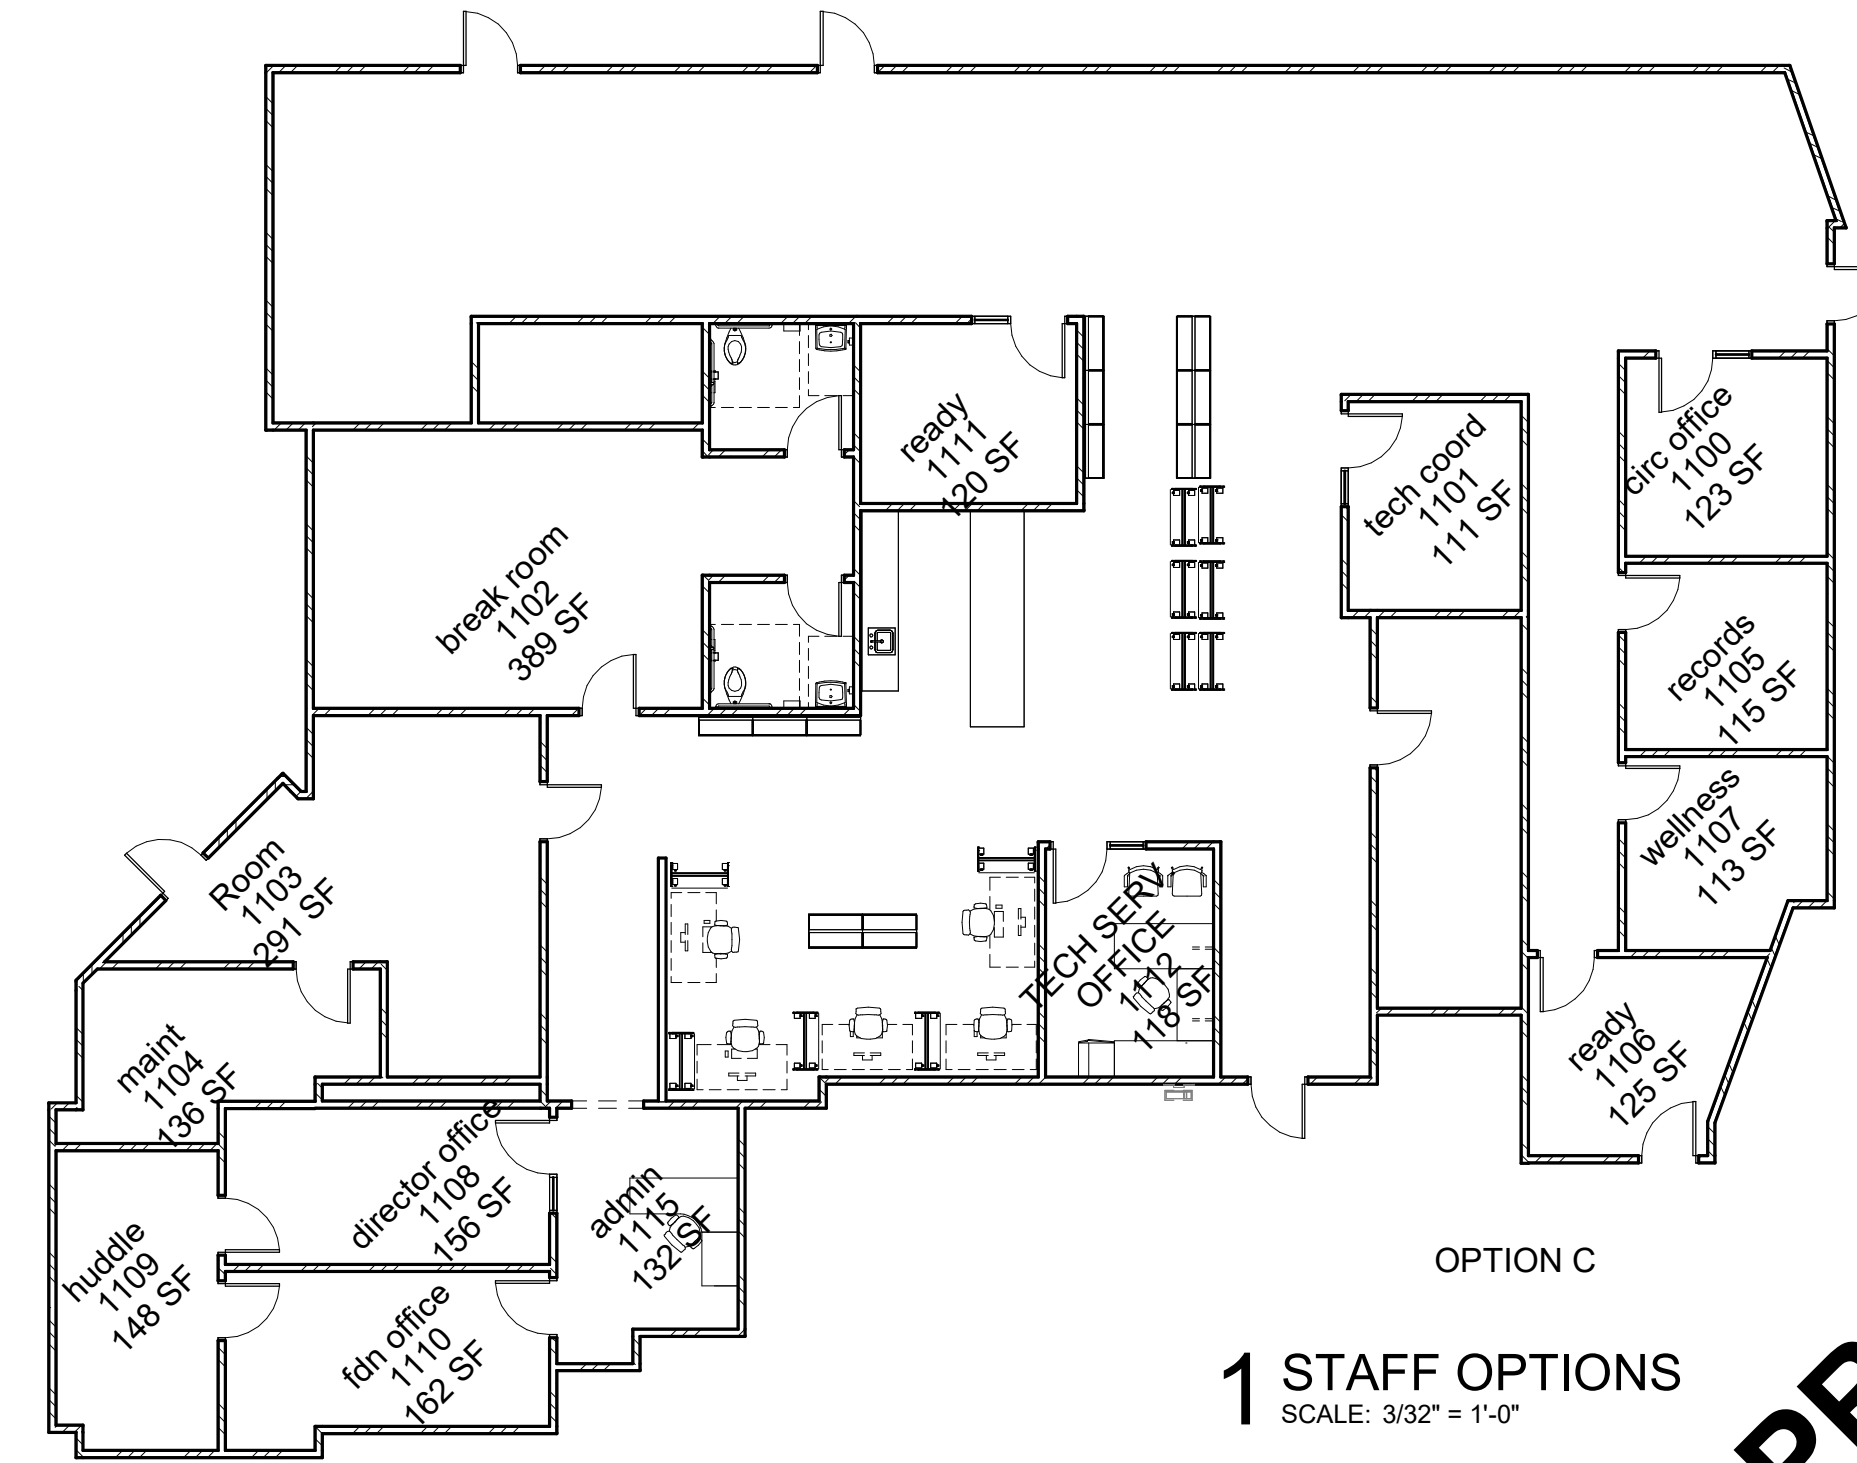 ready
1111
120 SF
tech coord
1101
111 SF
circ office
1100
123 SF
break room
1102
389 SF
records
1105
115 SF
wellness
1107
113 SF
Room
1103
291 SF
TECH SERV
OFFICE
1112
118 SF
maint
1104
136 SF
ready
1106
125 SF
director office
1108
156 SF
admin
1115
132 SF
huddle
1109
148 SF
fdn office
1110
162 SF
OPTION C
1 STAFF OPTIONS
SCALE: 3/32" = 1'-0"
PR